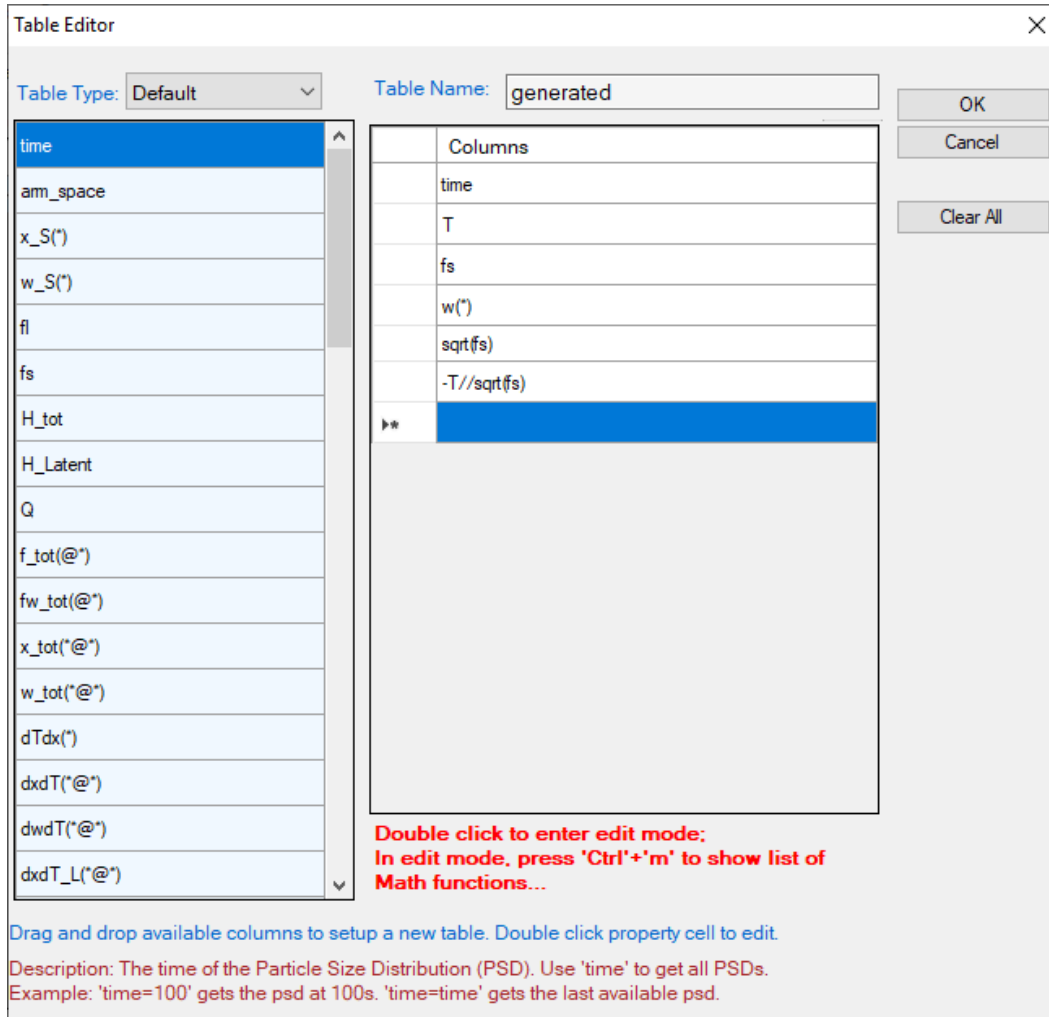 Table Editor
Table Type: Default
Table Name: generated
OK
Cancel
Clear All
time
arm_space
x_S(*)
w_S(*)
fl
fs
H_tot
H_Latent
Q
f_tot(@*)
fw_tot(@*)
x_tot(*@*)
w_tot(*@*)
dTdx(*)
dxdT(*@*)
dwdT(*@*)
dxdT_L(*@*)
Columns
time
T
fs
w(*)
sqrt(fs)
-T//sqrt(fs)
Double click to enter edit mode;
In edit mode, press 'Ctrl'+'m' to show list of
Math functions...
Drag and drop available columns to setup a new table. Double click property cell to edit.
Description: The time of the Particle Size Distribution (PSD). Use 'time' to get all PSDs.
Example: 'time=100' gets the psd at 100s. 'time=time' gets the last available psd.